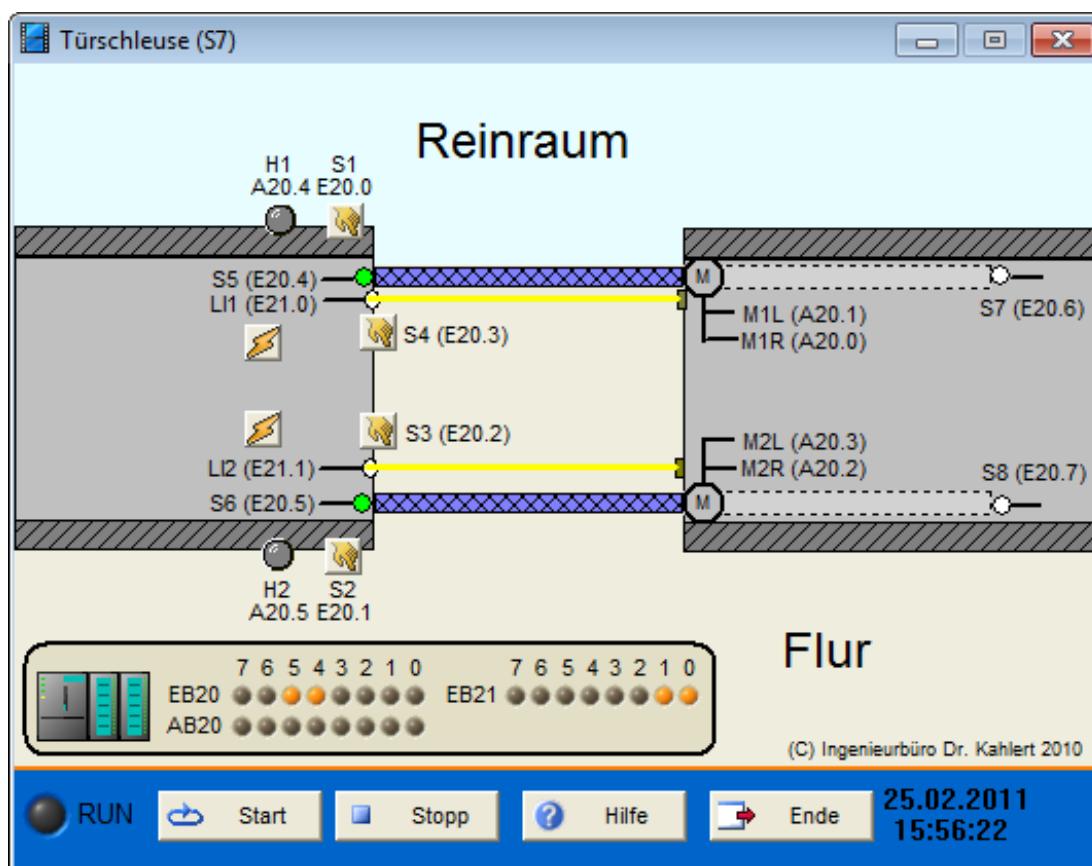 Türschleuse (S7)
Reinraum
H1 S1
A20.4 E20.0
S5 (E20.4)
LI1 (E21.0)
S4 (E20.3)
M
M1L (A20.1)
M1R (A20.0)
S7 (E20.6)
S3 (E20.2)
LI2 (E21.1)
S6 (E20.5)
M2L (A20.3)
M2R (A20.2)
M
S8 (E20.7)
H2 S2
A20.5 E20.1
Flur
7 6 5 4 3 2 1 0 7 6 5 4 3 2 1 0
EB20 EB21
AB20
(C) Ingenieurbüro Dr. Kahlert 2010
RUN Start Stopp Hilfe Ende
25.02.2011
15:56:22